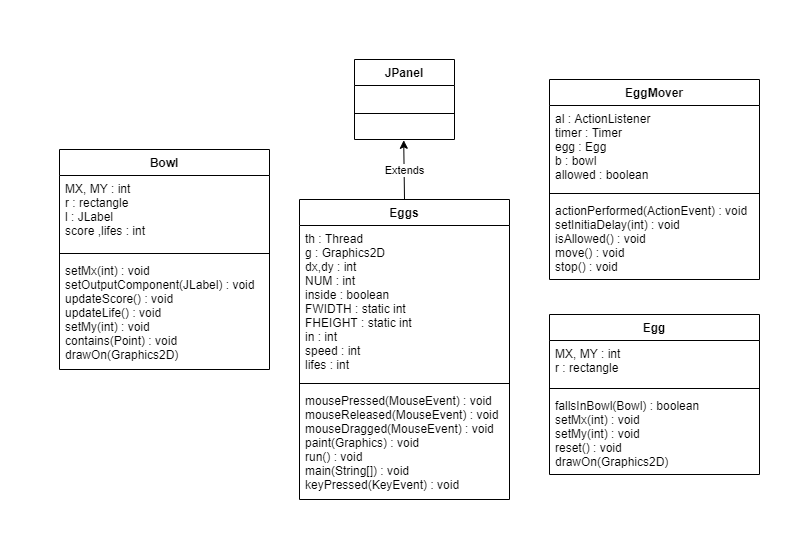 JPanel
Extends
Bowl
MX, MY : int
r : rectangle
l : JLabel
score ,lifes : int
setMx(int) : void
setOutputComponent(JLabel) : void
updateScore() : void
updateLife() : void
setMy(int) : void
contains(Point) : void
drawOn(Graphics2D)
Eggs
th : Thread
g : Graphics2D
dx,dy : int
NUM : int
inside : boolean
FWIDTH : static int
FHEIGHT : static int
in : int
speed : int
lifes : int
mousePressed(MouseEvent) : void
mouseReleased(MouseEvent) : void
mouseDragged(MouseEvent) : void
paint(Graphics) : void
run() : void
main(String[]) : void
keyPressed(KeyEvent) : void
EggMover
al : ActionListener
timer : Timer
egg : Egg
b : bowl
allowed : boolean
actionPerformed(ActionEvent) : void
setInitiaDelay(int) : void
isAllowed() : void
move() : void
stop() : void
Egg
MX, MY : int
r : rectangle
fallsInBowl(Bowl) : boolean
setMx(int) : void
setMy(int) : void
reset() : void
drawOn(Graphics2D)